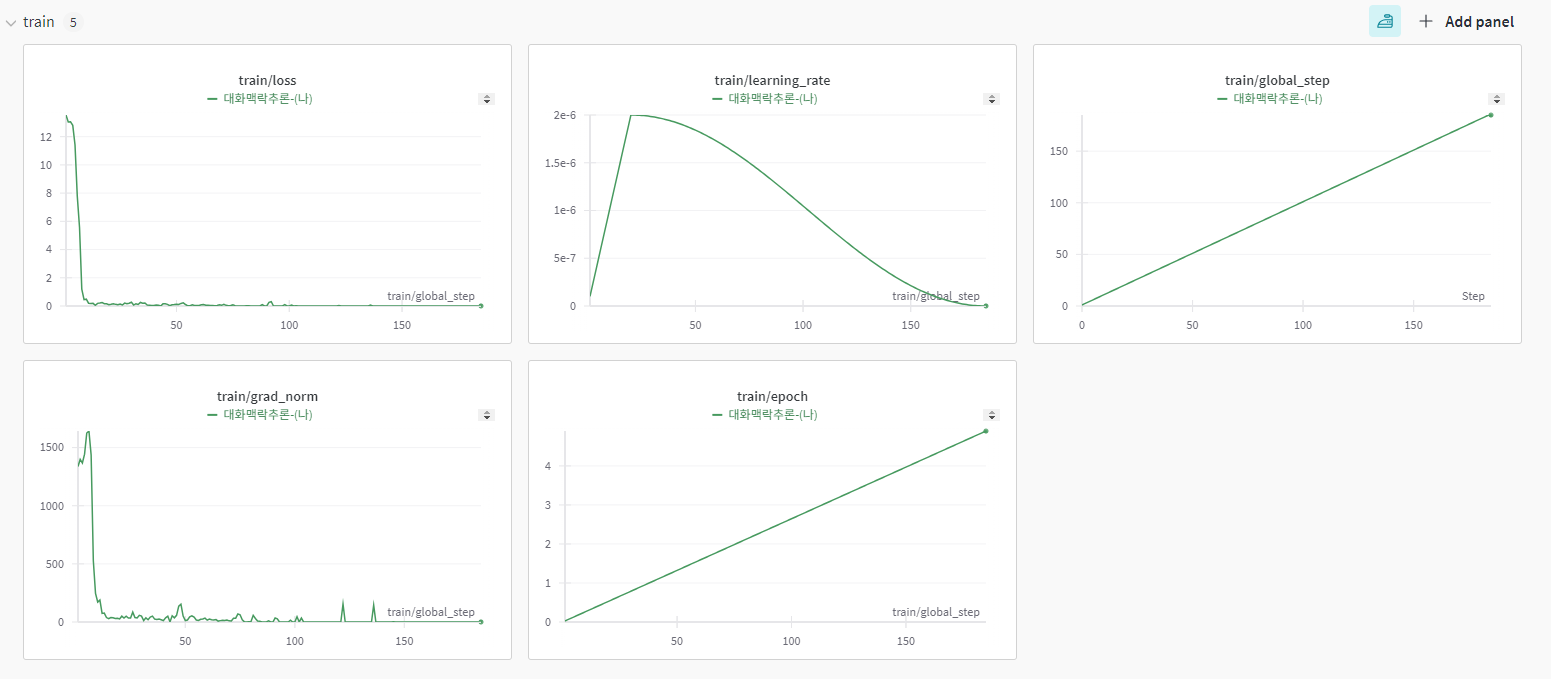 train 5
Add panel
train/loss
대화맥락추론-(나)
12
10
8
6
4
2
0
train/global_step
50 100 150
train/learning_rate
대화맥락추론-(나)
2e-6
1.5e-6
1e-6
5e-7
0
train/global_step
50 100 150
train/global_step
대화맥락추론-(나)
150
100
50
0
Step
0 50 100 150
train/grad_norm
대화맥락추론-(나)
1500
1000
500
0
train/global_step
50 100 150
train/epoch
대화맥락추론-(나)
4
3
2
1
0
train/global_step
50 100 150